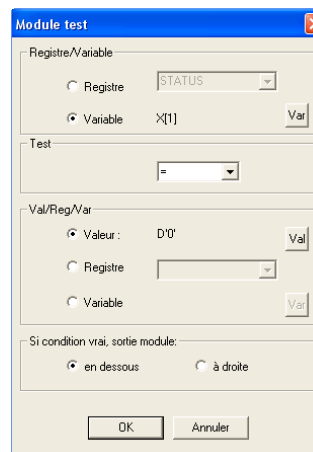 Module test
Registre/Variable
Registre STATUS
Variable X[1] Var
Test
=
Val/Reg/Var
Valeur : D'0' Val
Registre
Variable Var
Si condition vrai, sortie module:
en dessous à droite
OK Annuler